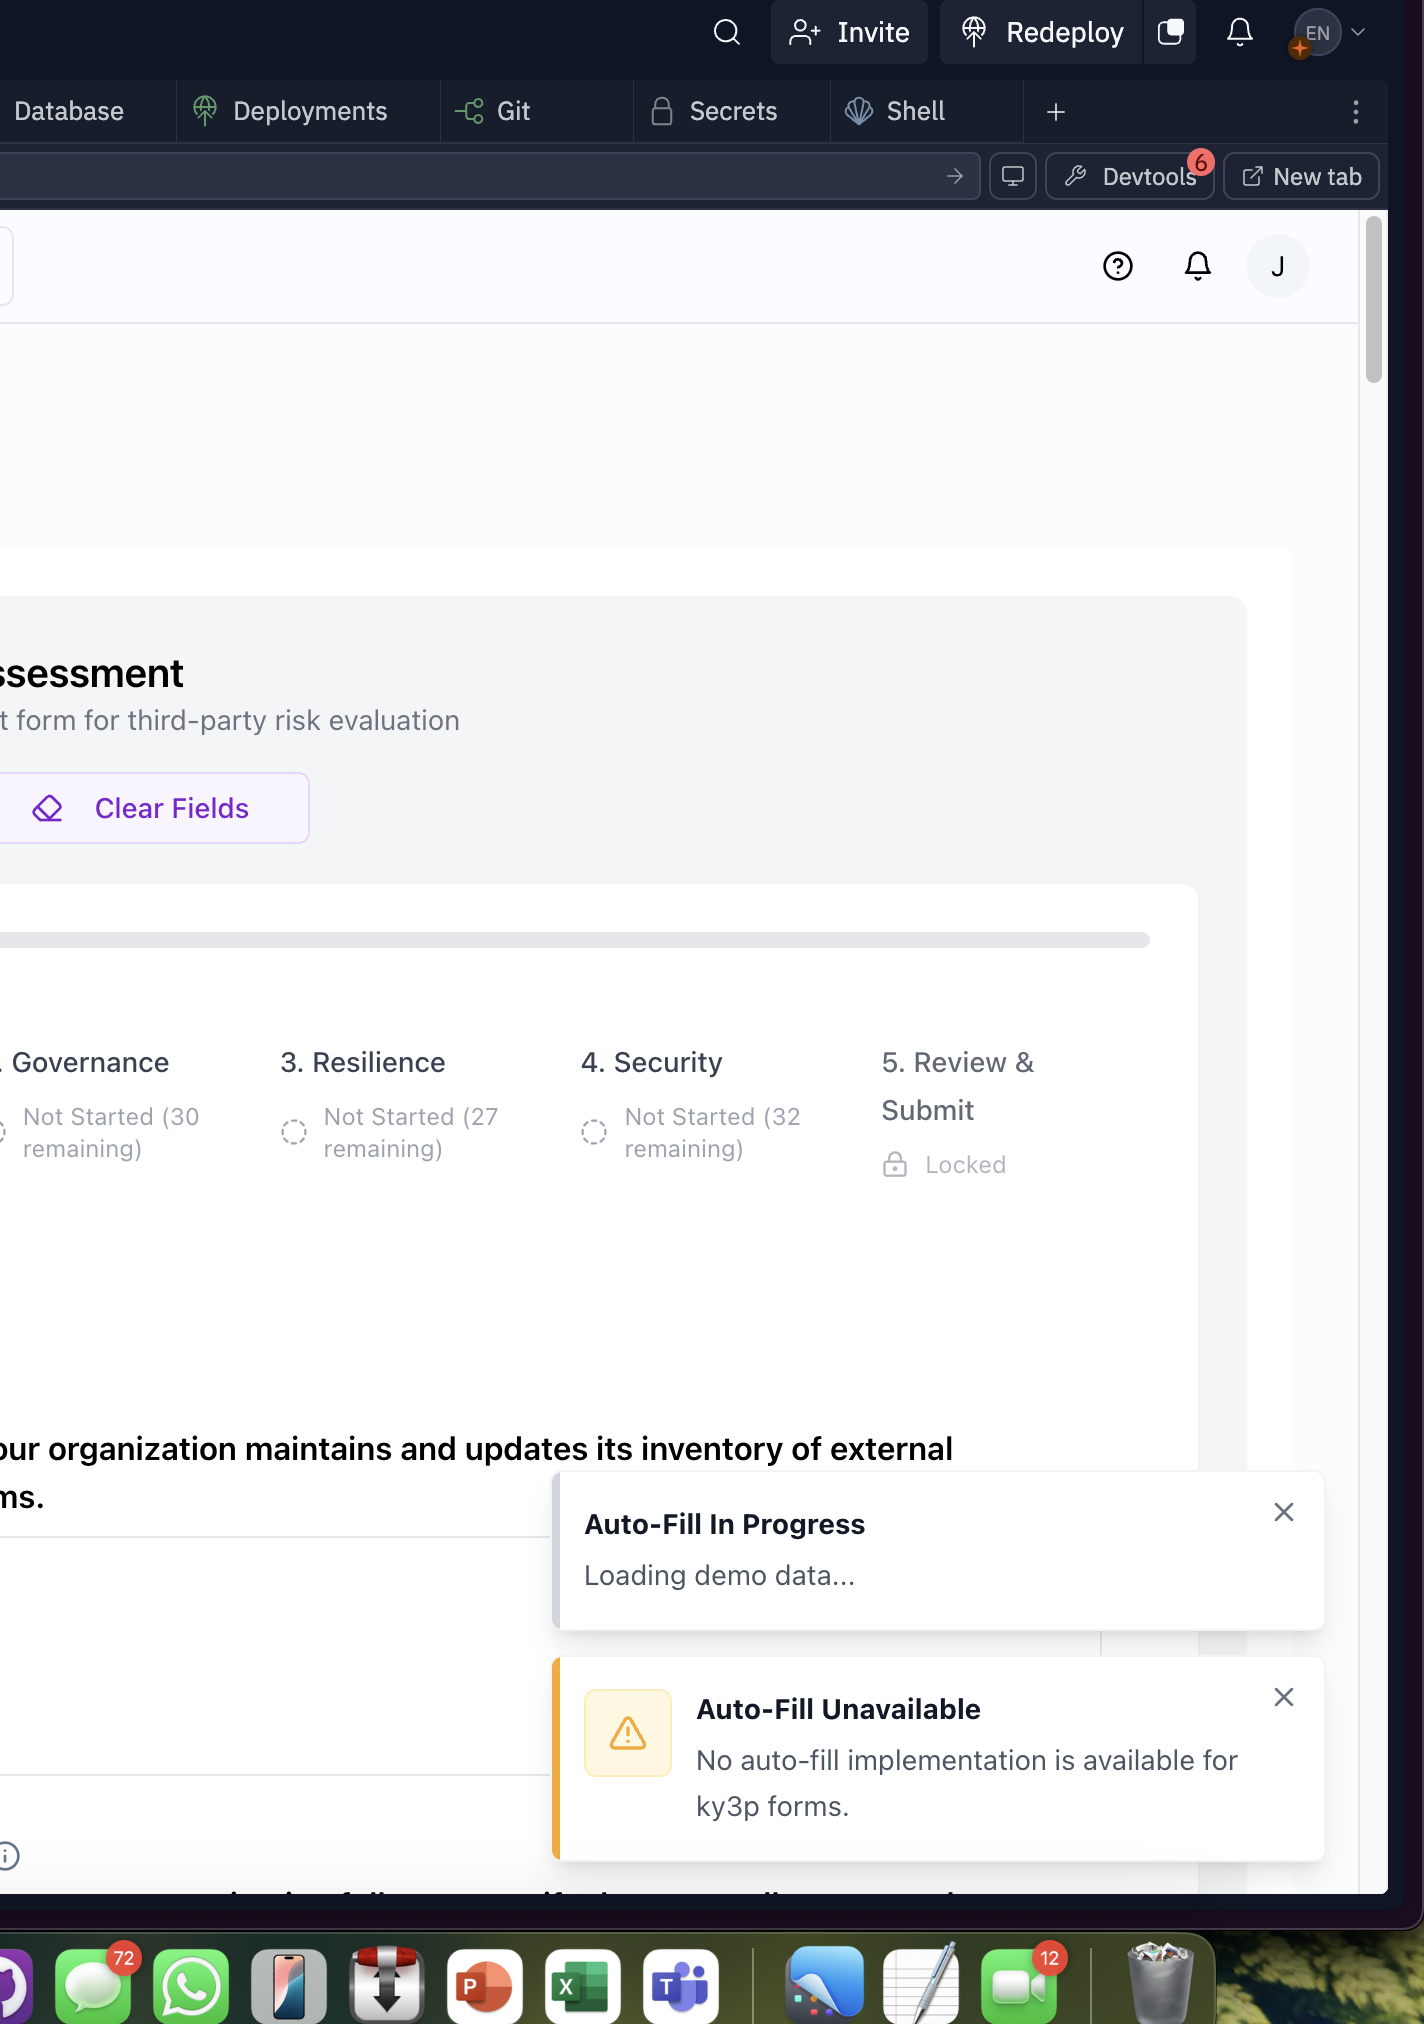 Invite
Redeploy
EN
Database
Deployments
Git
Secrets
Shell
Devtools
6
New tab
J
ssessment
t form for third-party risk evaluation
Clear Fields
. Governance
Not Started (30
remaining)
3. Resilience
Not Started (27
remaining)
4. Security
Not Started (32
remaining)
5. Review &
Submit
Locked
our organization maintains and updates its inventory of external
ms.
Auto-Fill In Progress
Loading demo data...
Auto-Fill Unavailable
No auto-fill implementation is available for
ky3p forms.
72
P
X
T
12